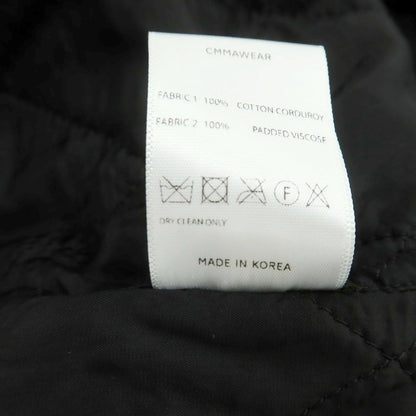 CMMAWEAR
FABRIC 1 100% COTTON CORDUROY
FABRIC 2 100% PADDED VISCOSE
F
DRY CLEAN ONLY
MADE IN KOREA